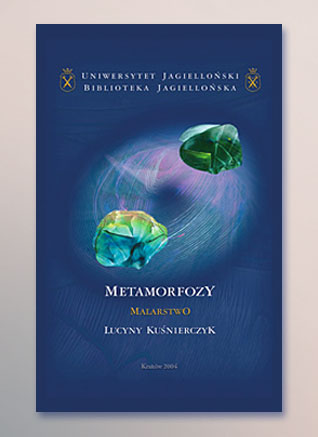 UNIWERSYTET JAGIELLOŃSKI
BIBLIOTEKA JAGIELLOŃSKA
METAMORFOZY
MALARSTWO
LUCYNY KUŚNIERCZYK
Kraków 2004